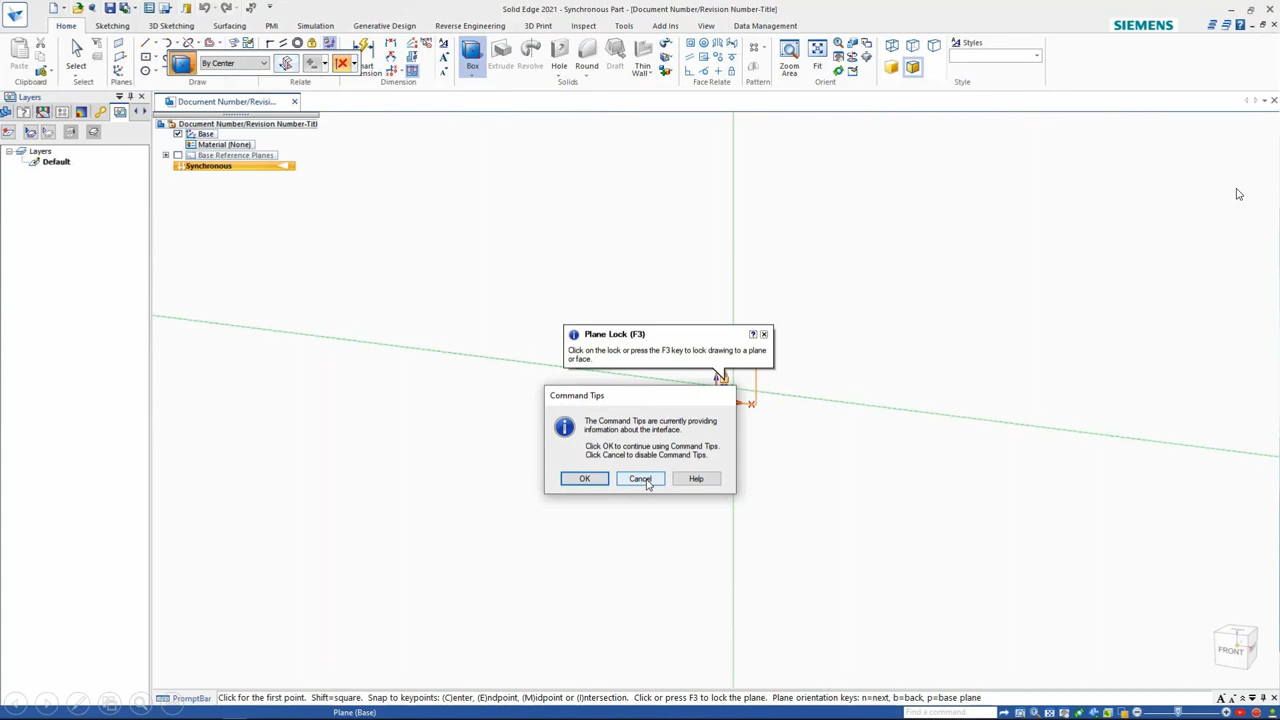 Solid Edge 2021 - Synchronous Part - [Document Number/Revision Number-Title]
Home Sketching 3D Sketching Surfacing PMI Simulation Generative Design Reverse Engineering 3D Print Inspect Tools Add Ins View Data Management
SIEMENS
Paste Select By Center Box Extrude Revolve Hole Round Thin Wall Zoom Area Fit Styles
Clipboard Select Planes Draw Relate Dimension Solids Face Relate Pattern Orient Style
Layers
Document Number/Revisi...
Document Number/Revision Number-Titl
Base
Material (None)
Base Reference Planes
Synchronous
Layers
Default
Plane Lock (F3)
Click on the lock or press the F3 key to lock drawing to a plane
or face.
Command Tips
The Command Tips are currently providing
information about the interface.
Click OK to continue using Command Tips.
Click Cancel to disable Command Tips.
OK Cancel Help
FRONT
PromptBar Click for the first point. Shift=square. Snap to keypoints: (C)enter, (E)ndpoint, (M)idpoint or (I)ntersection. Click or press F3 to lock the plane. Plane orientation keys: n=next, b=back, p=base plane
Plane (Base)
Find a command